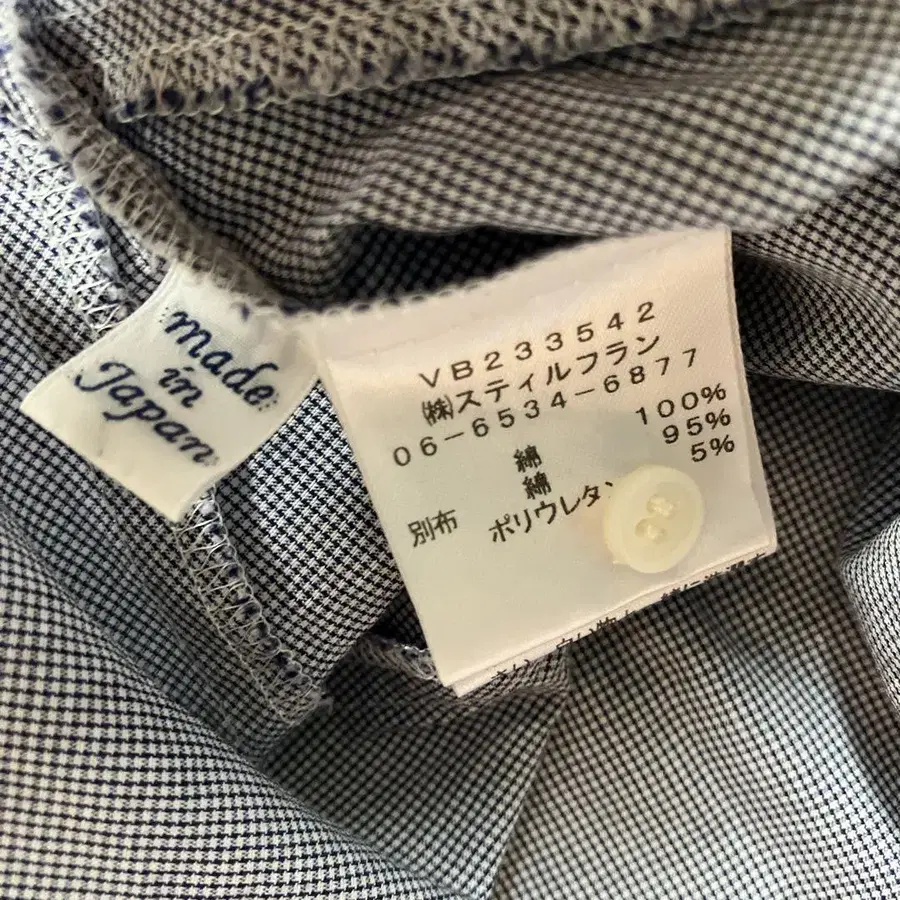 made
in
Japan
VB233542
㈱スティルフラン
06-6534-6877
綿 100%
綿 95%
別布 ポリウレタン 5%